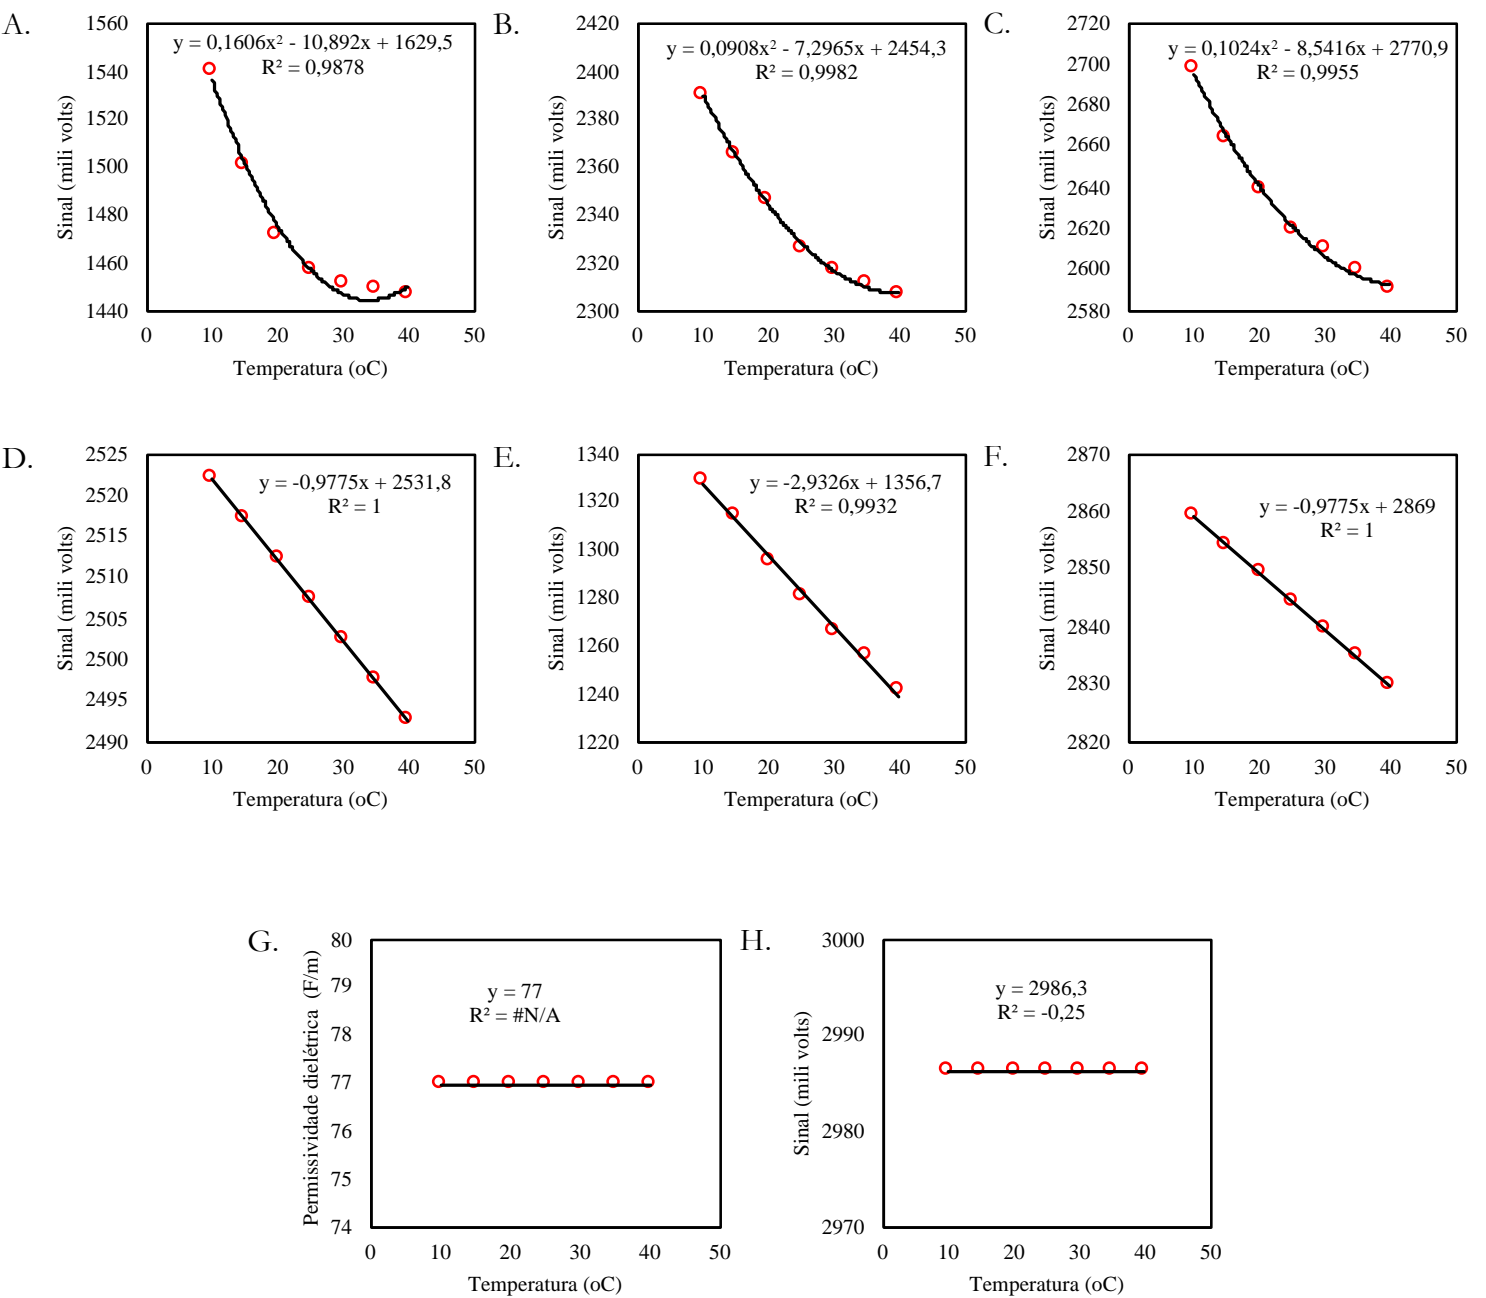 A.
y = 0,1606x² - 10,892x + 1629,5
R² = 0,9878
1560
1540
1520
1500
1480
1460
1440
0 10 20 30 40 50
Sinal (mili volts)
Temperatura (oC)
B.
y = 0,0908x² - 7,2965x + 2454,3
R² = 0,9982
2420
2400
2380
2360
2340
2320
2300
0 10 20 30 40 50
Sinal (mili volts)
Temperatura (oC)
C.
y = 0,1024x² - 8,5416x + 2770,9
R² = 0,9955
2720
2700
2680
2660
2640
2620
2600
2580
0 10 20 30 40 50
Sinal (mili volts)
Temperatura (oC)
D.
y = -0,9775x + 2531,8
R² = 1
2525
2520
2515
2510
2505
2500
2495
2490
0 10 20 30 40 50
Sinal (mili volts)
Temperatura (oC)
E.
y = -2,9326x + 1356,7
R² = 0,9932
1340
1320
1300
1280
1260
1240
1220
0 10 20 30 40 50
Sinal (mili volts)
Temperatura (oC)
F.
y = -0,9775x + 2869
R² = 1
2870
2860
2850
2840
2830
2820
0 10 20 30 40 50
Sinal (mili volts)
Temperatura (oC)
G.
y = 77
R² = #N/A
80
79
78
77
76
75
74
0 10 20 30 40 50
Permissividade dielétrica (F/m)
Temperatura (oC)
H.
y = 2986,3
R² = -0,25
3000
2990
2980
2970
0 10 20 30 40 50
Sinal (mili volts)
Temperatura (oC)